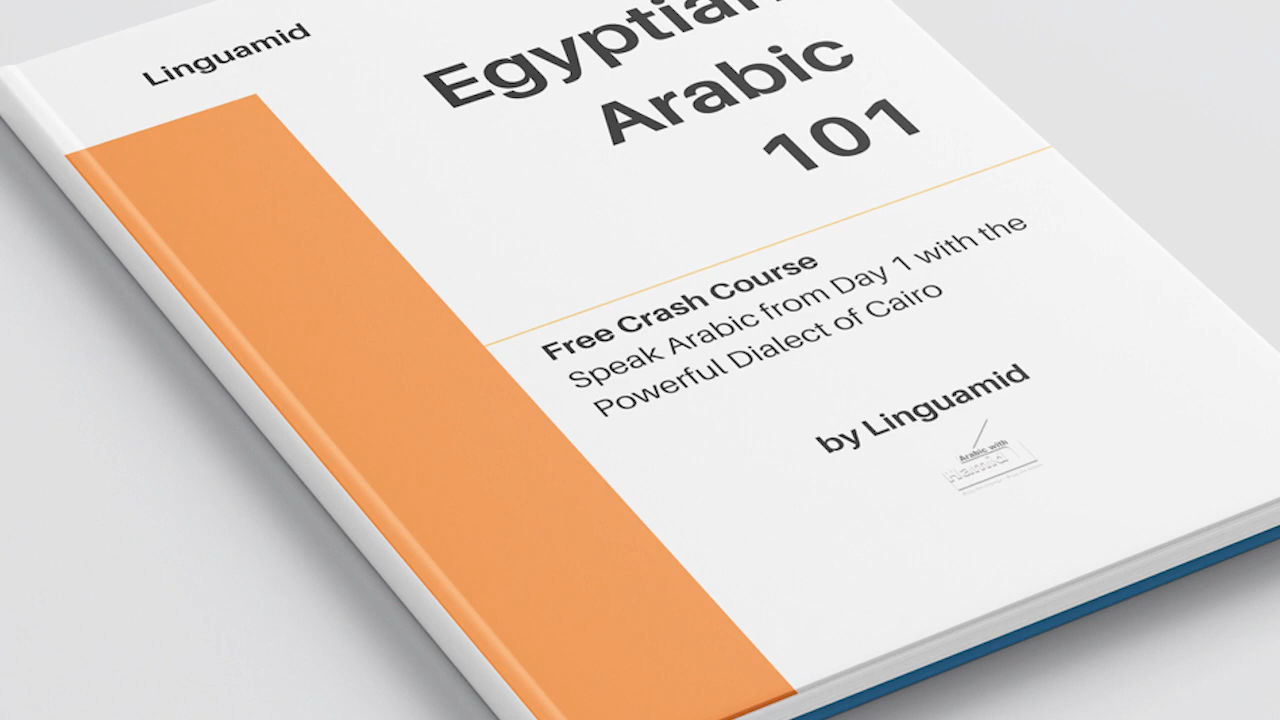 Linguamid
Egyptian
Arabic
101
Free Crash Course
Speak Arabic from Day 1 with the
Powerful Dialect of Cairo
by Linguamid
Arabic with
Hamid